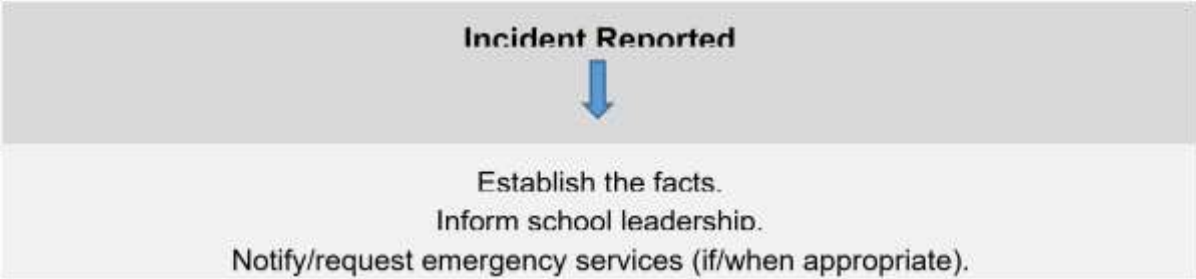 Incident Reported
Establish the facts.
Inform school leadership.
Notify/request emergency services (if/when appropriate).